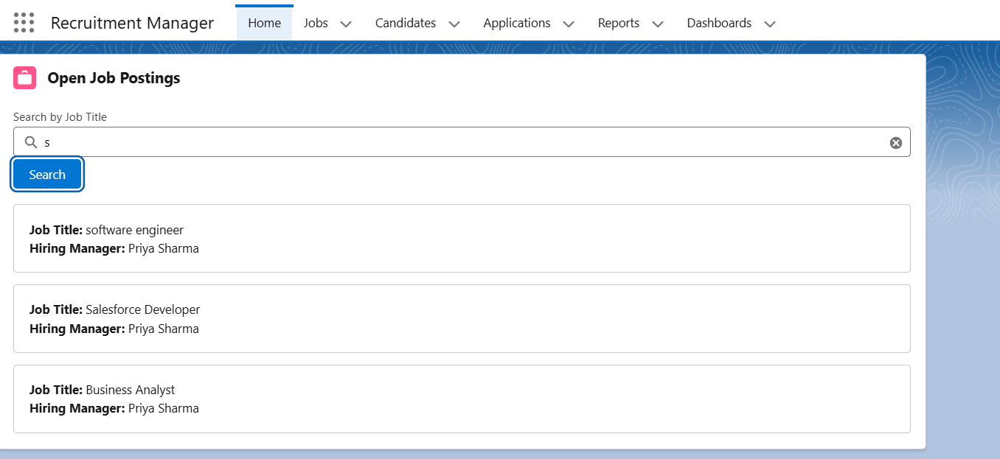 Recruitment Manager Home Jobs Candidates Applications Reports Dashboards
Open Job Postings
Search by Job Title
s
Search
Job Title: software engineer
Hiring Manager: Priya Sharma
Job Title: Salesforce Developer
Hiring Manager: Priya Sharma
Job Title: Business Analyst
Hiring Manager: Priya Sharma